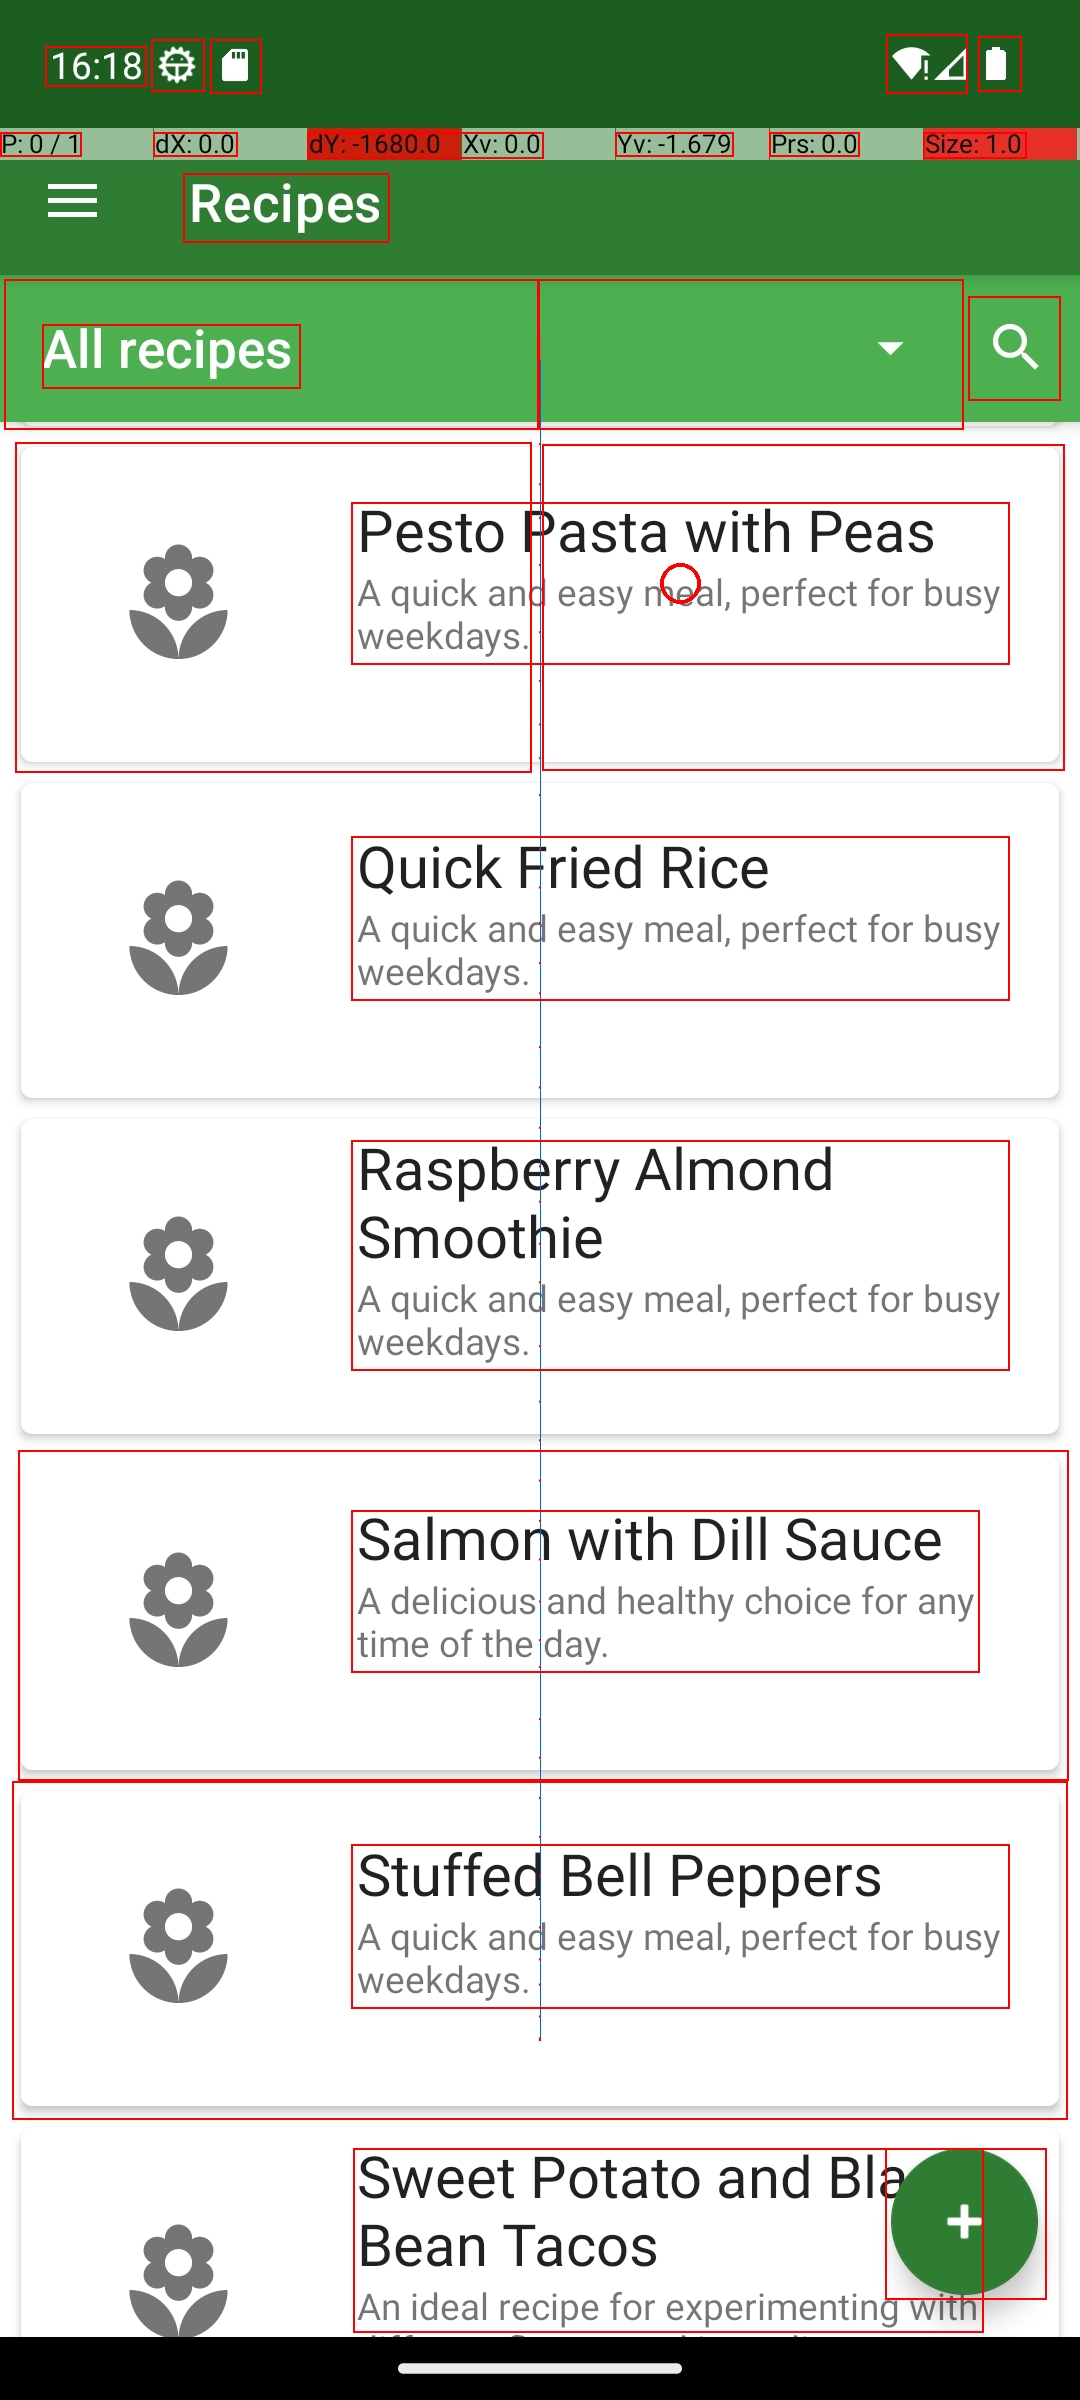 16:18
P: 0 / 1 dX: 0.0 dY: -1680.0 Xv: 0.0 Yv: -1.679 Prs: 0.0 Size: 1.0
Recipes
All recipes
Pesto Pasta with Peas
A quick and easy meal, perfect for busy
weekdays.
Quick Fried Rice
A quick and easy meal, perfect for busy
weekdays.
Raspberry Almond
Smoothie
A quick and easy meal, perfect for busy
weekdays.
Salmon with Dill Sauce
A delicious and healthy choice for any
time of the day.
Stuffed Bell Peppers
A quick and easy meal, perfect for busy
weekdays.
Sweet Potato and Bla
Bean Tacos
An ideal recipe for experimenting with